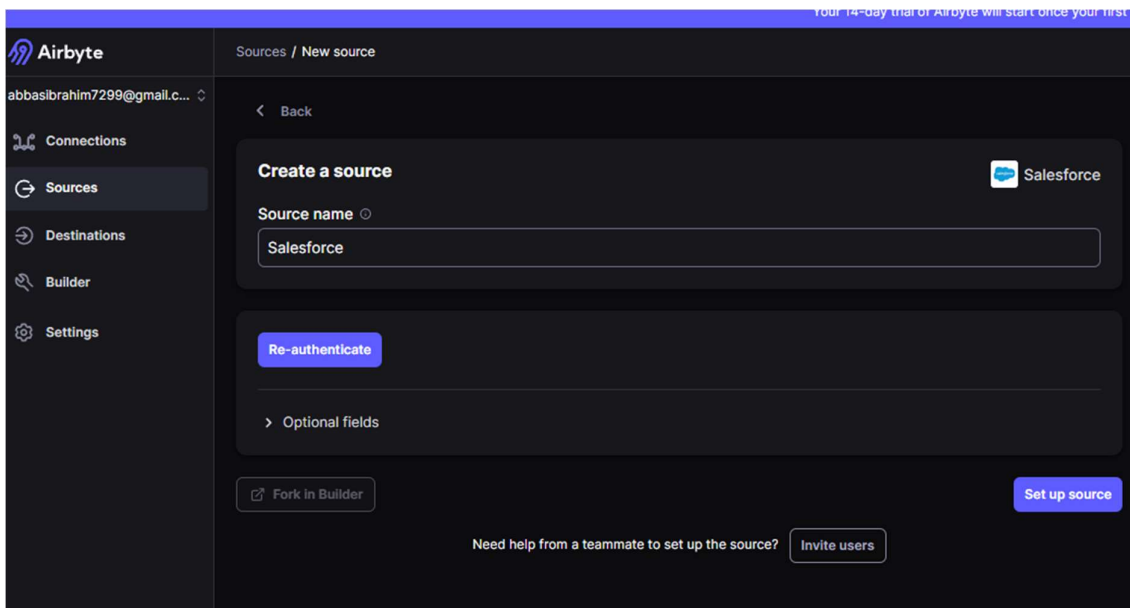 Your 14-day trial of Airbyte will start once your first
Airbyte
Sources / New source
abbasibrahim7299@gmail.c...
Back
Connections
Create a source
Salesforce
Sources
Source name
Destinations
Salesforce
Builder
Settings
Re-authenticate
Optional fields
Fork in Builder
Set up source
Need help from a teammate to set up the source?
Invite users